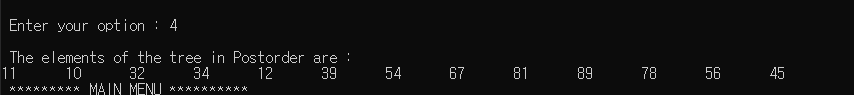 Enter your option : 4
The elements of the tree in Postorder are :
11 10 32 34 12 39 54 67 81 89 78 56 45
********* MAIN MENU **********